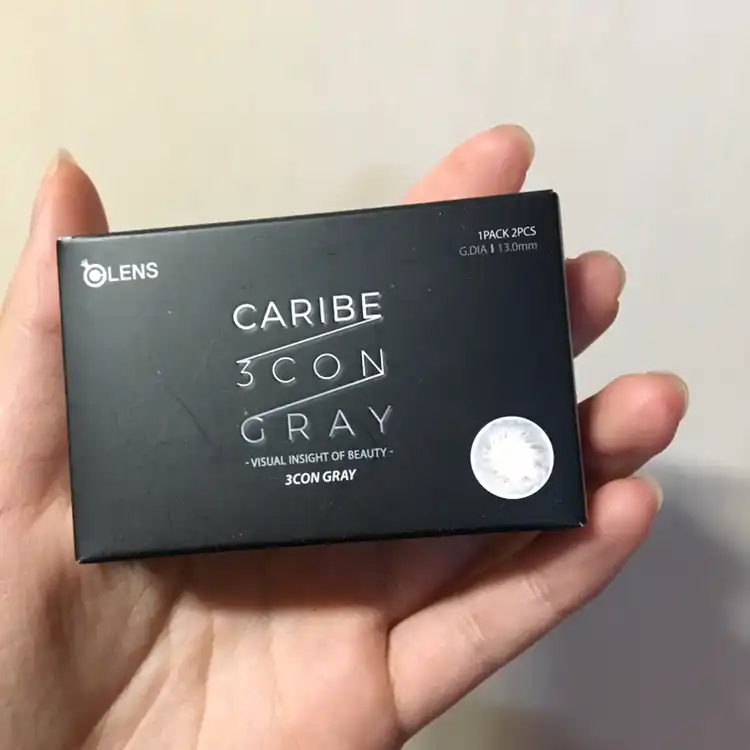 OLENS
1PACK 2PCS
G.DIA 13.0mm
CARIBE
3CON
GRAY
- VISUAL INSIGHT OF BEAUTY -
3CON GRAY